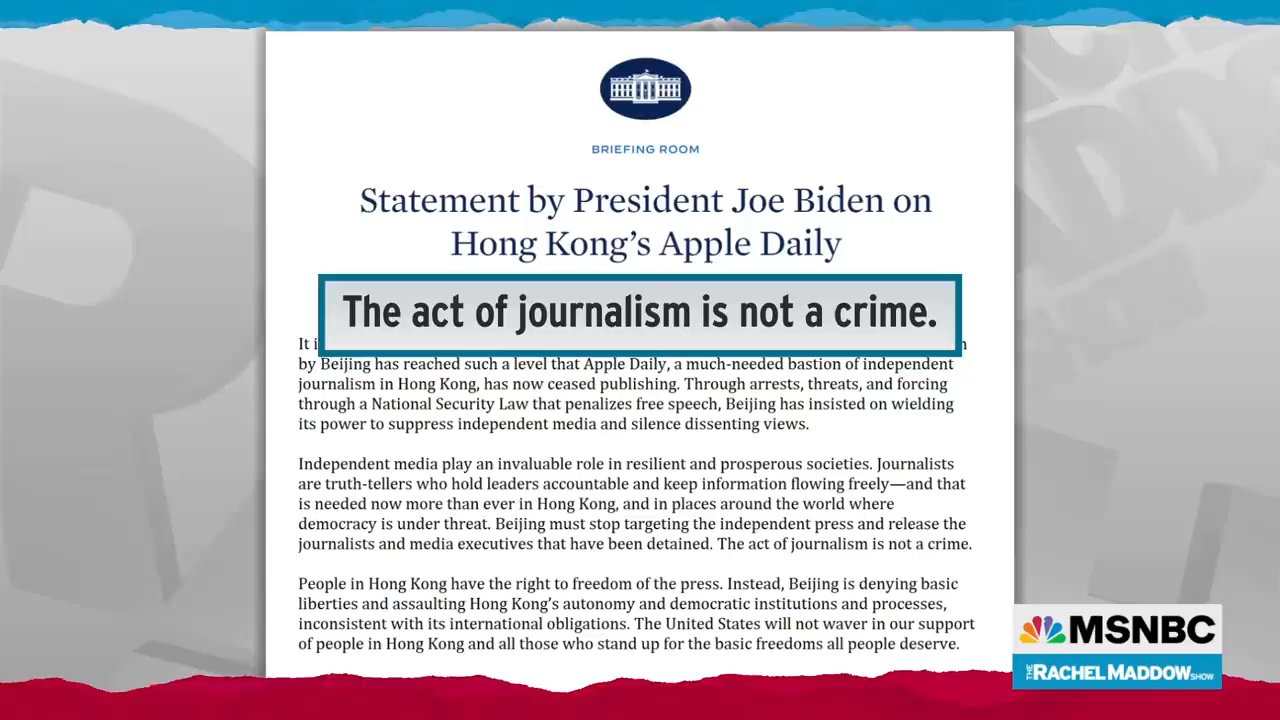 BRIEFING ROOM
Statement by President Joe Biden on
Hong Kong’s Apple Daily
The act of journalism is not a crime.
It
by Beijing has reached such a level that Apple Daily, a much-needed bastion of independent
journalism in Hong Kong, has now ceased publishing. Through arrests, threats, and forcing
through a National Security Law that penalizes free speech, Beijing has insisted on wielding
its power to suppress independent media and silence dissenting views.
Independent media play an invaluable role in resilient and prosperous societies. Journalists
are truth-tellers who hold leaders accountable and keep information flowing freely—and that
is needed now more than ever in Hong Kong, and in places around the world where
democracy is under threat. Beijing must stop targeting the independent press and release the
journalists and media executives that have been detained. The act of journalism is not a crime.
People in Hong Kong have the right to freedom of the press. Instead, Beijing is denying basic
liberties and assaulting Hong Kong’s autonomy and democratic institutions and processes,
inconsistent with its international obligations. The United States will not waver in our support
of people in Hong Kong and all those who stand up for the basic freedoms all people deserve.
MSNBC
THE RACHEL MADDOW SHOW